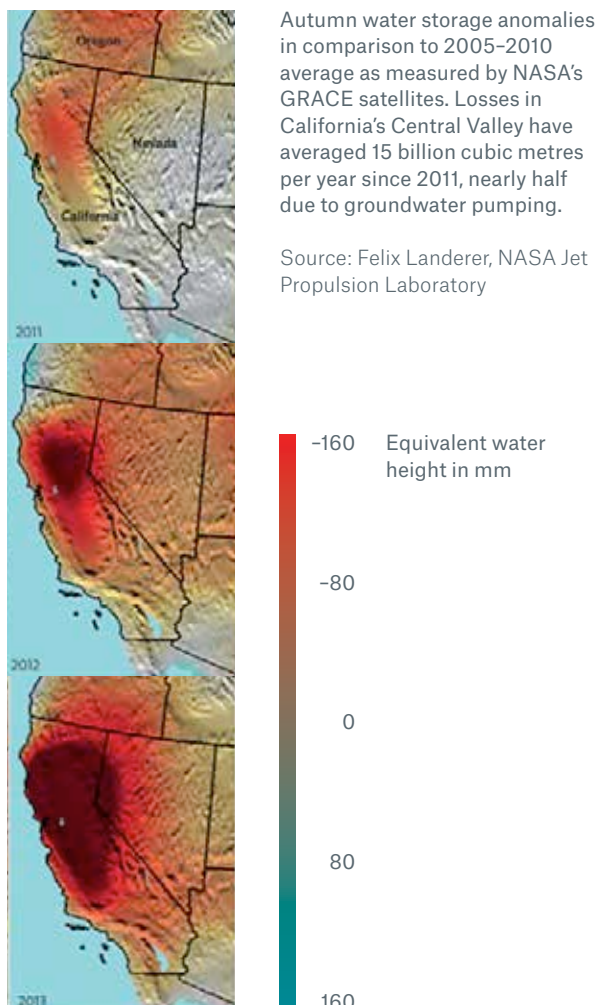 Autumn water storage anomalies
in comparison to 2005–2010
average as measured by NASA's
GRACE satellites. Losses in
California's Central Valley have
averaged 15 billion cubic metres
per year since 2011, nearly half
due to groundwater pumping.
Source: Felix Landerer, NASA Jet
Propulsion Laboratory
Oregon
Nevada
California
2011
2012
2013
Equivalent water
height in mm
–160
–80
0
80
160